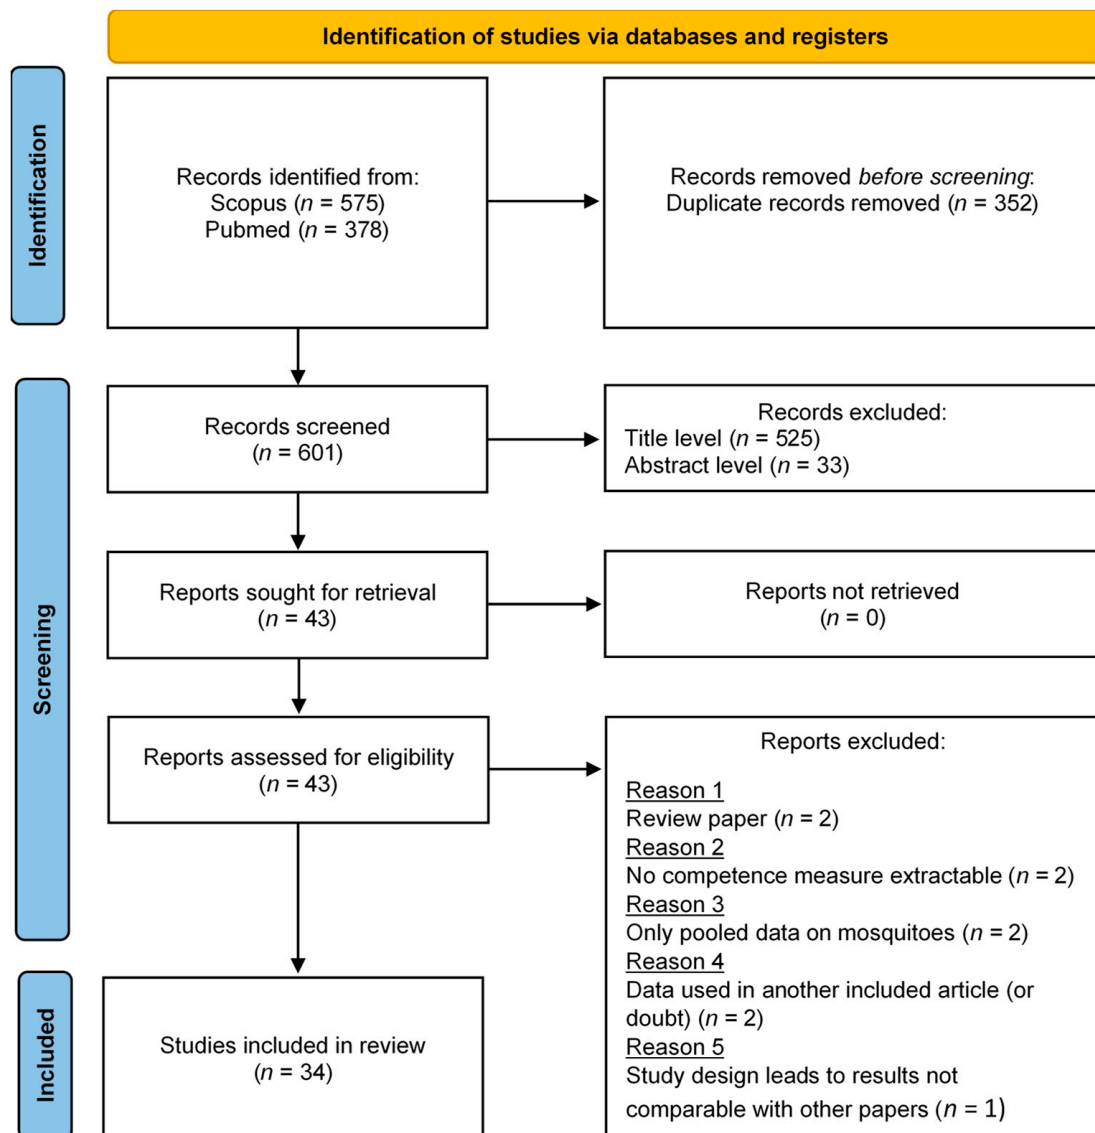 Identification of studies via databases and registers
Identification
Records identified from:
Scopus (n = 575)
Pubmed (n = 378)
Records removed before screening:
Duplicate records removed (n = 352)
Screening
Records screened
(n = 601)
Records excluded:
Title level (n = 525)
Abstract level (n = 33)
Reports sought for retrieval
(n = 43)
Reports not retrieved
(n = 0)
Reports assessed for eligibility
(n = 43)
Reports excluded:
Reason 1
Review paper (n = 2)
Reason 2
No competence measure extractable (n = 2)
Reason 3
Only pooled data on mosquitoes (n = 2)
Reason 4
Data used in another included article (or
doubt) (n = 2)
Reason 5
Study design leads to results not
comparable with other papers (n = 1)
Included
Studies included in review
(n = 34)